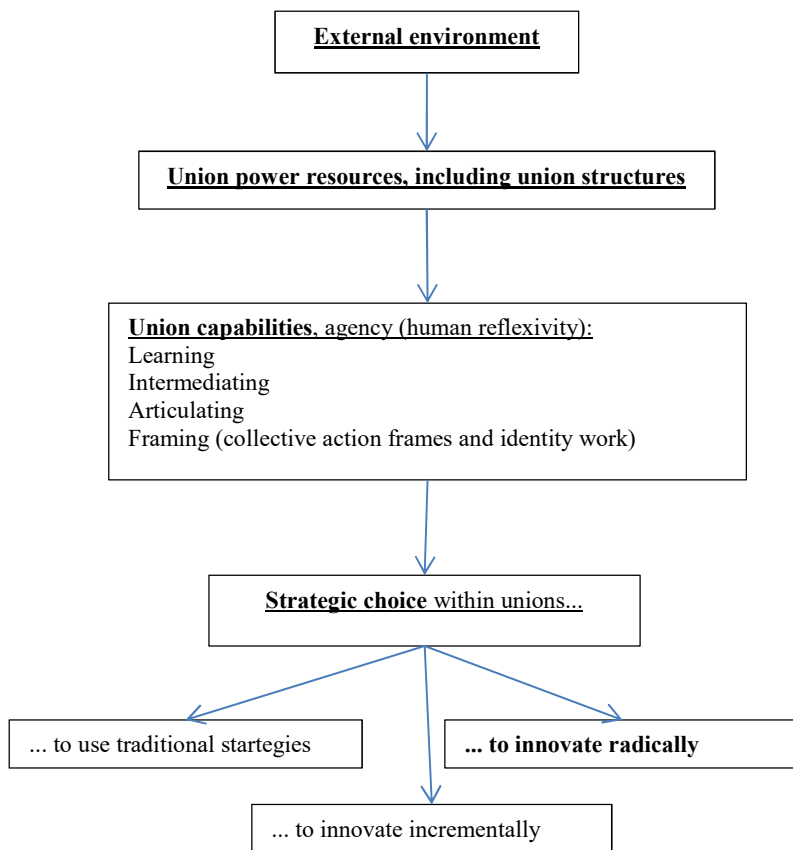 External environment
Union power resources, including union structures
Union capabilities, agency (human reflexivity):
Learning
Intermediating
Articulating
Framing (collective action frames and identity work)
Strategic choice within unions...
... to use traditional startegies
... to innovate radically
... to innovate incrementally